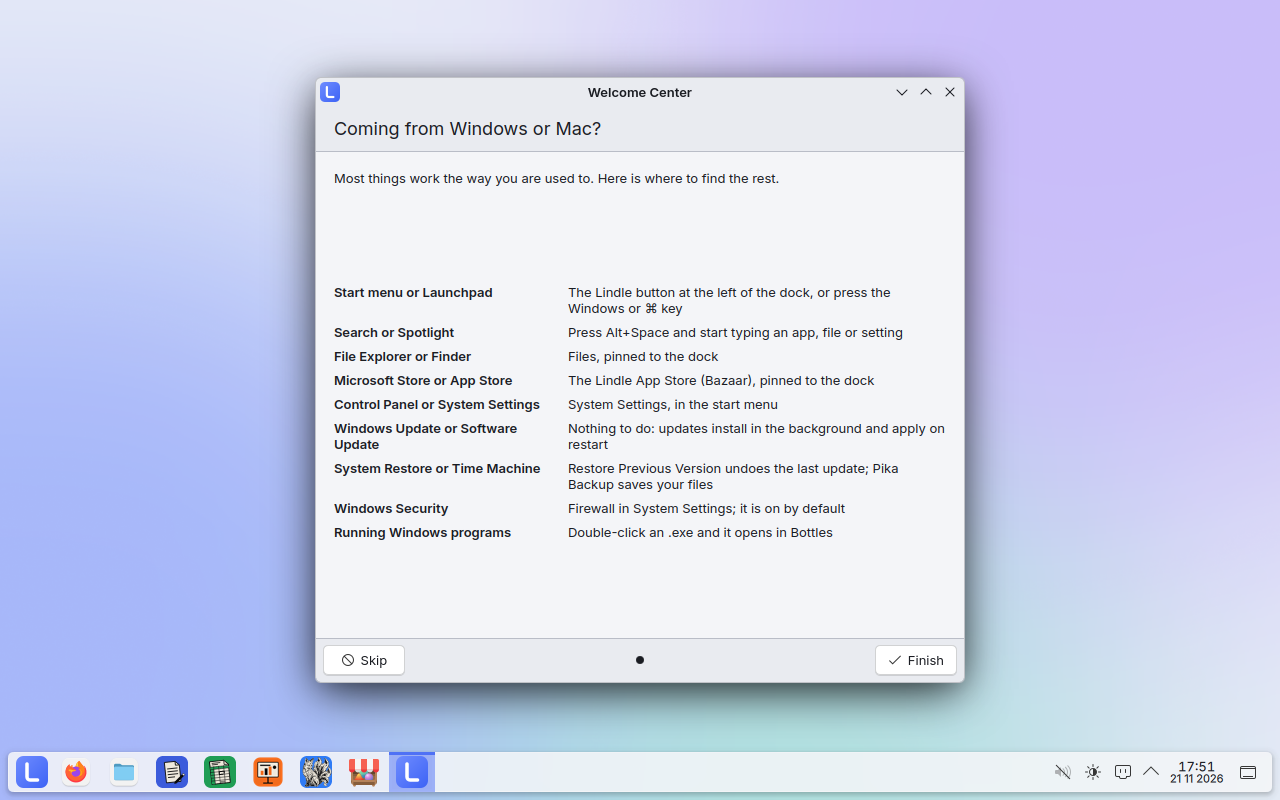 Welcome Center
Coming from Windows or Mac?
Most things work the way you are used to. Here is where to find the rest.
Start menu or Launchpad
The Lindle button at the left of the dock, or press the
Windows or ⌘ key
Search or Spotlight
Press Alt+Space and start typing an app, file or setting
File Explorer or Finder
Files, pinned to the dock
Microsoft Store or App Store
The Lindle App Store (Bazaar), pinned to the dock
Control Panel or System Settings
System Settings, in the start menu
Windows Update or Software
Update
Nothing to do: updates install in the background and apply on
restart
System Restore or Time Machine
Restore Previous Version undoes the last update; Pika
Backup saves your files
Windows Security
Firewall in System Settings; it is on by default
Running Windows programs
Double-click an .exe and it opens in Bottles
Skip
Finish
17:51
21 11 2026